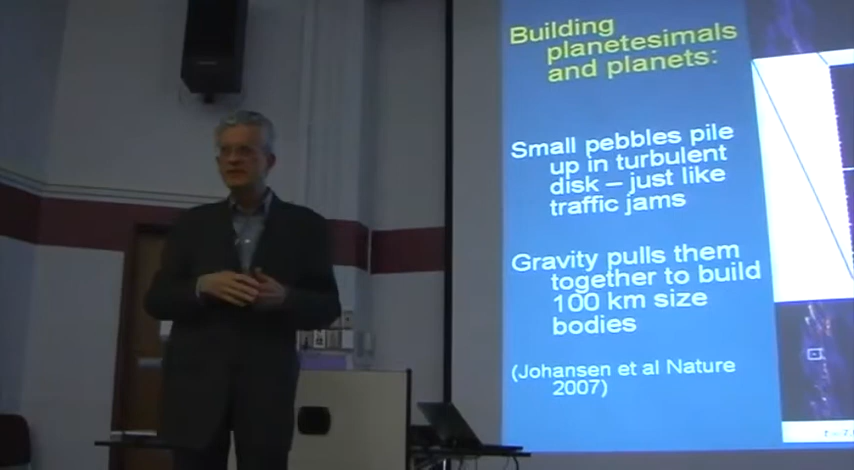 Building
planetesimals
and planets:
Small pebbles pile
up in turbulent
disk – just like
traffic jams
Gravity pulls them
together to build
100 km size
bodies
(Johansen et al Nature
2007)